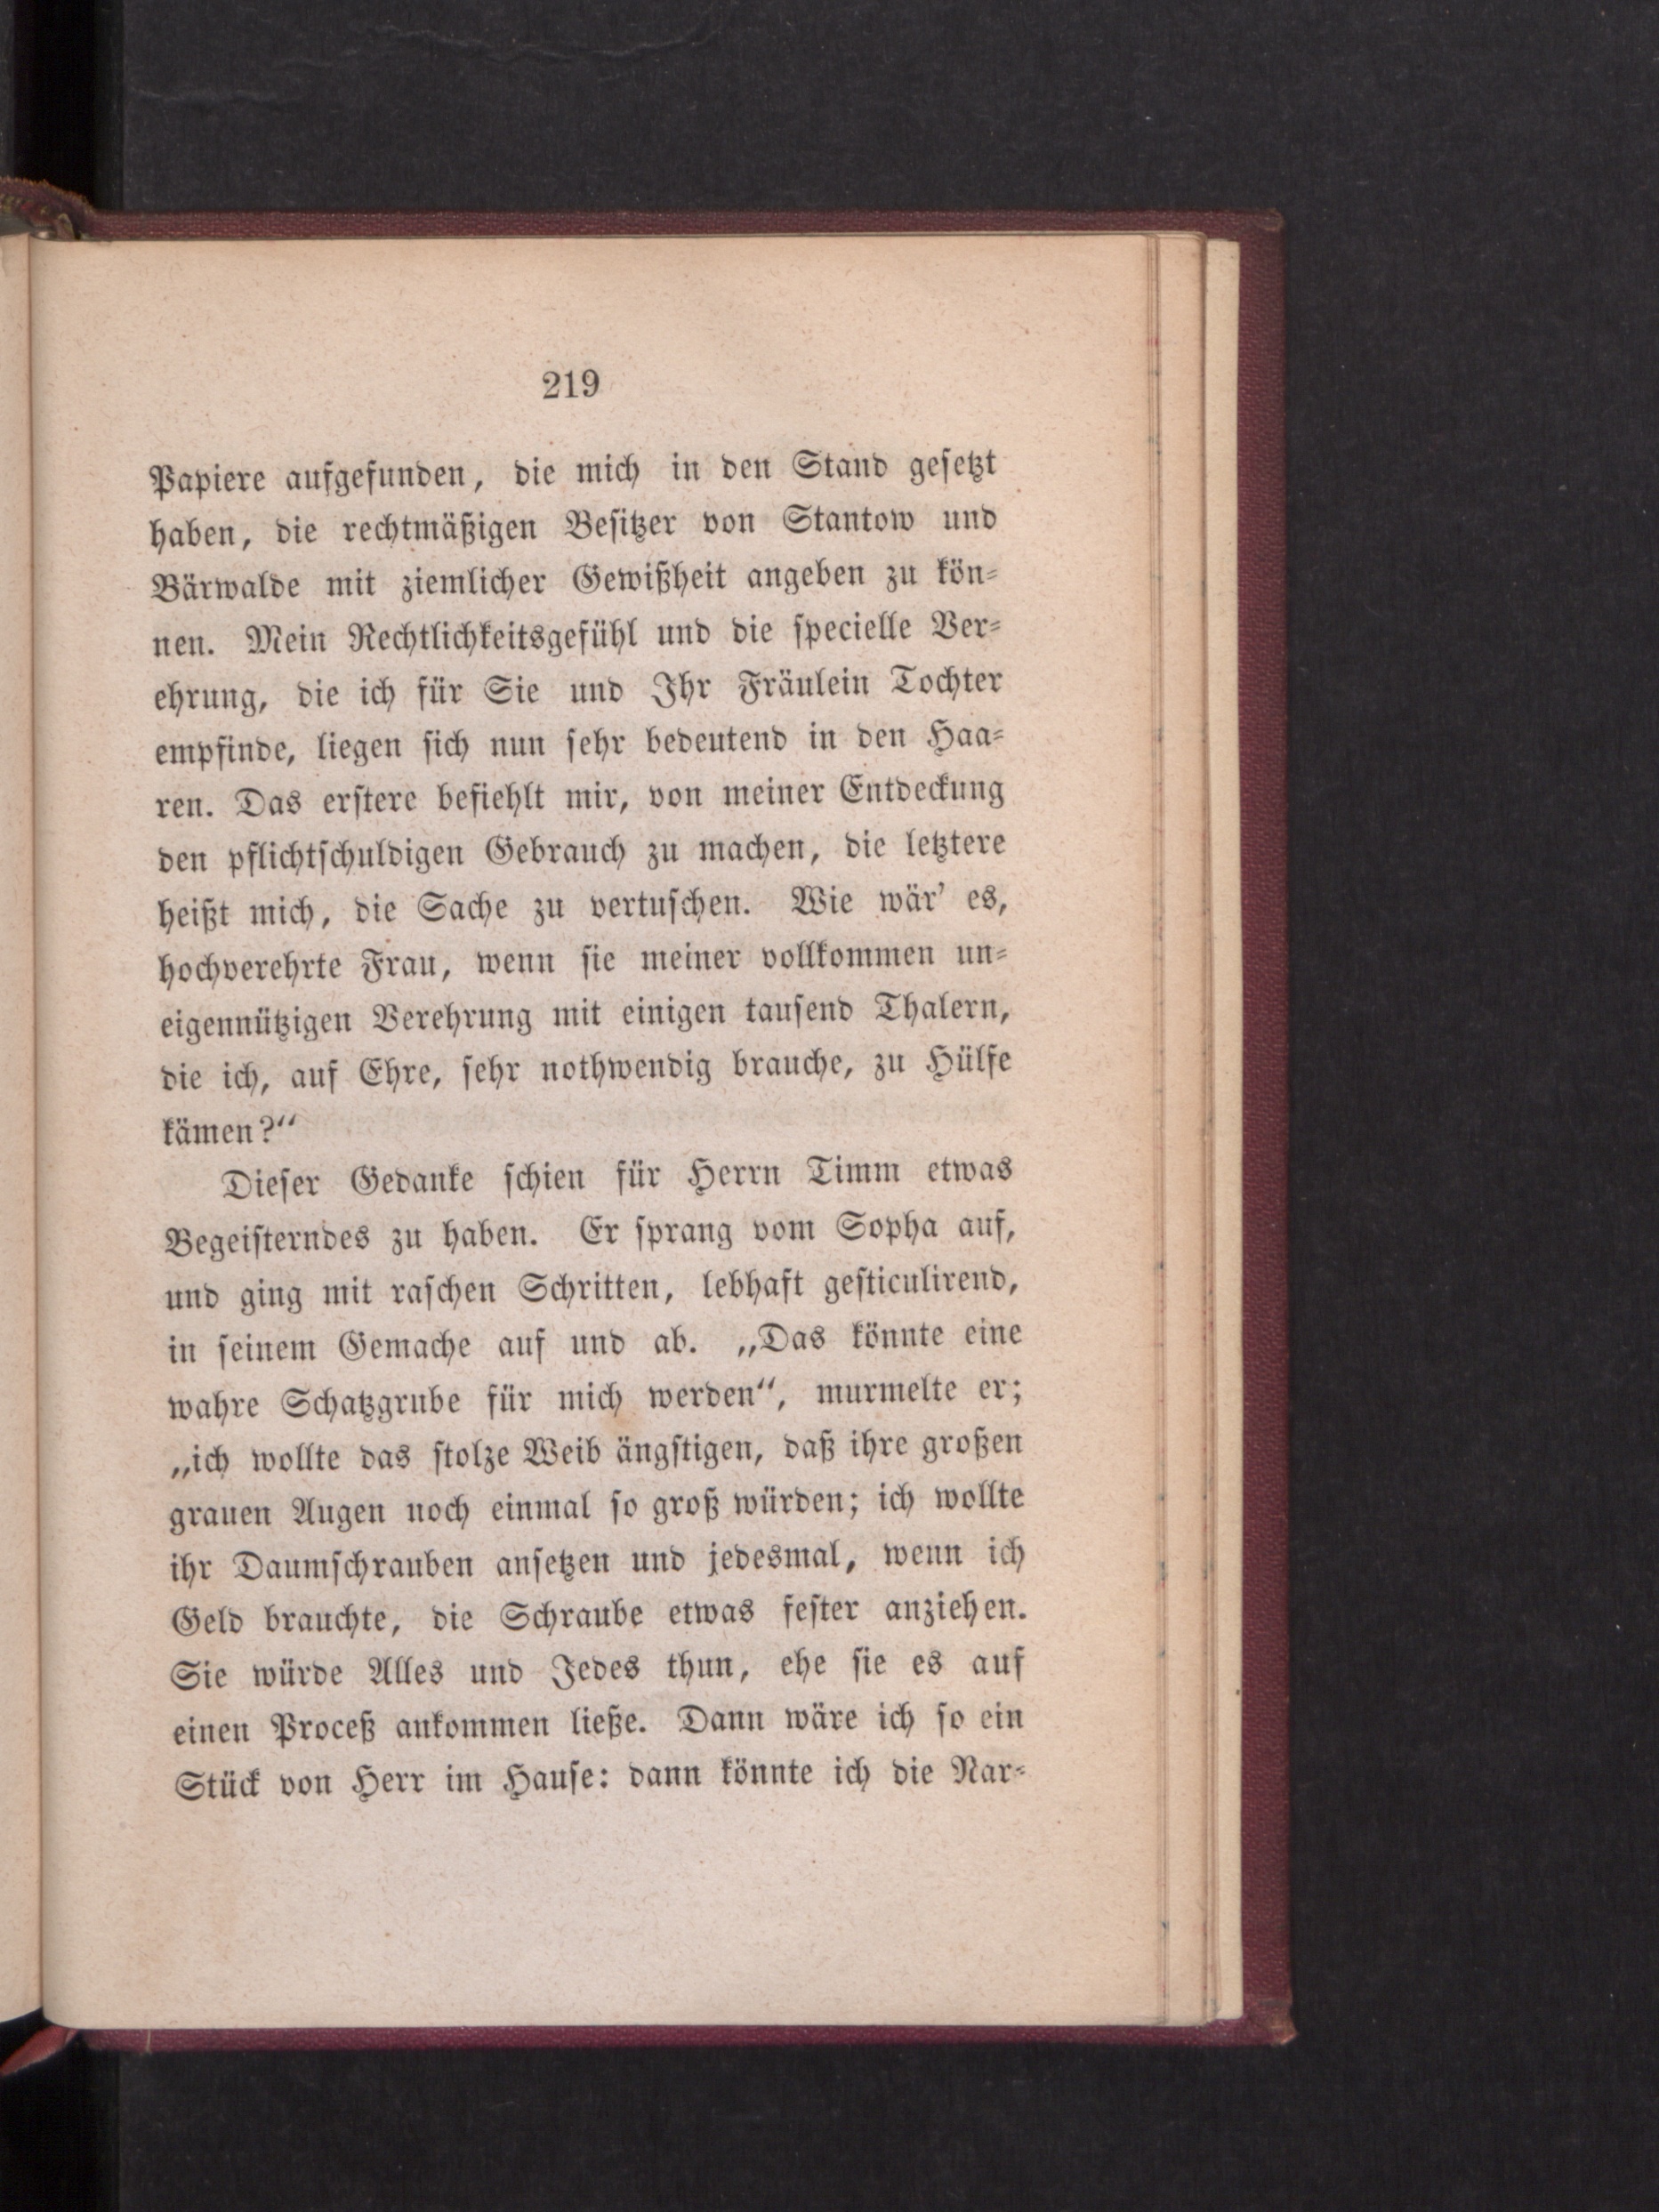 219
Papiere aufgefunden, die mich in den Stand gesetzt
haben, die rechtmäßigen Besitzer von Stantow und
Bärwalde mit ziemlicher Gewißheit angeben zu kön-
nen. Mein Rechtlichkeitsgefühl und die specielle Ver-
ehrung, die ich für Sie und Ihr Fräulein Tochter
empfinde, liegen sich nun sehr bedeutend in den Haa-
ren. Das erstere befiehlt mir, von meiner Entdeckung
den pflichtschuldigen Gebrauch zu machen, die letztere
heißt mich, die Sache zu vertuschen. Wie wär' es,
hochverehrte Frau, wenn sie meiner vollkommen un-
eigennützigen Verehrung mit einigen tausend Thalern,
die ich, auf Ehre, sehr nothwendig brauche, zu Hülfe
kämen?“
Dieser Gedanke schien für Herrn Timm etwas
Begeisterndes zu haben. Er sprang vom Sopha auf,
und ging mit raschen Schritten, lebhaft gesticulirend,
in seinem Gemache auf und ab. „Das könnte eine
wahre Schatzgrube für mich werden“, murmelte er;
„ich wollte das stolze Weib ängstigen, daß ihre großen
grauen Augen noch einmal so groß würden; ich wollte
ihr Daumschrauben ansetzen und jedesmal, wenn ich
Geld brauchte, die Schraube etwas fester anziehen.
Sie würde Alles und Jedes thun, ehe sie es auf
einen Proceß ankommen ließe. Dann wäre ich so ein
Stück von Herr im Hause: dann könnte ich die Nar-